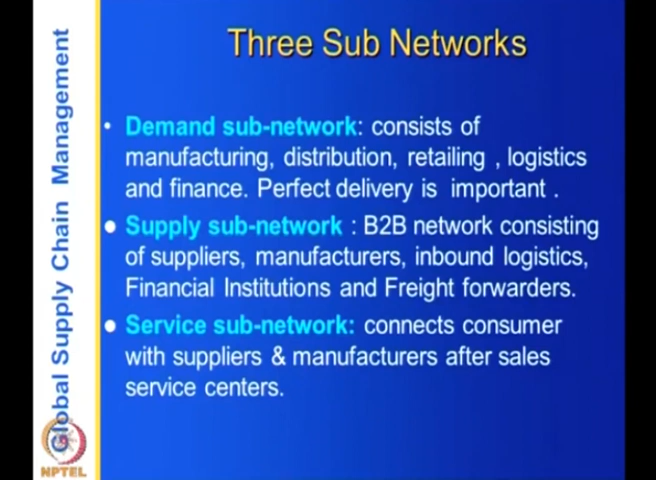 Three Sub Networks
• Demand sub-network: consists of
manufacturing, distribution, retailing , logistics
and finance. Perfect delivery is important .
● Supply sub-network : B2B network consisting
of suppliers, manufacturers, inbound logistics,
Financial Institutions and Freight forwarders.
● Service sub-network: connects consumer
with suppliers & manufacturers after sales
service centers.
Global Supply Chain Management
NPTEL